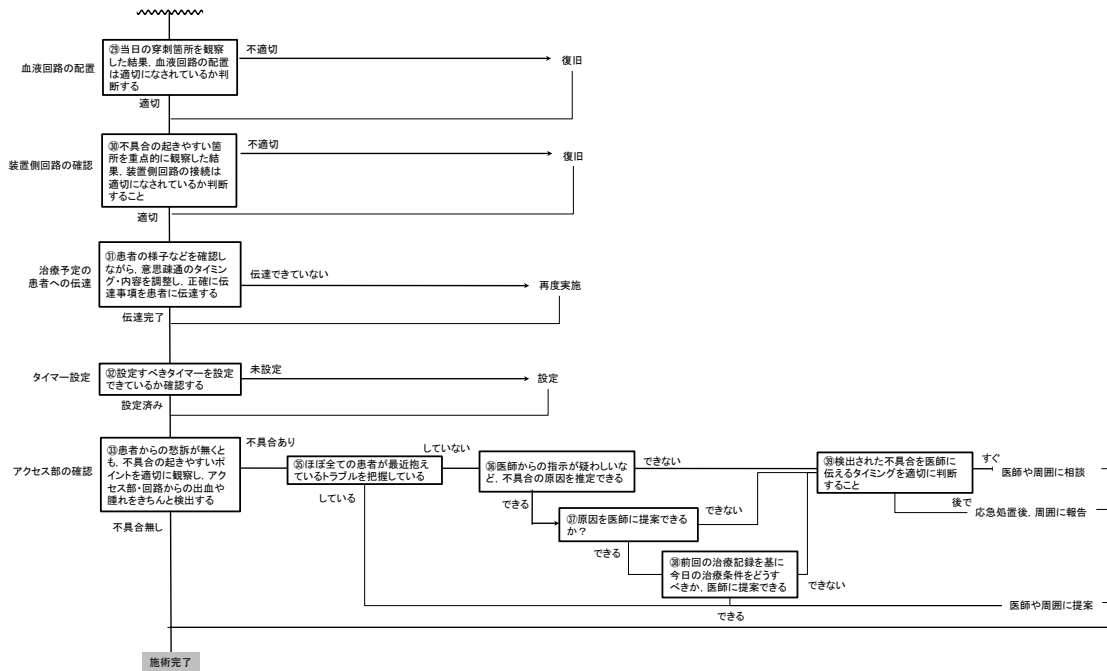 血液回路の配置
㉙当日の穿刺箇所を観察
した結果，血液回路の配置
は適切になされているか判
断する
不適切
復旧
適切
装置側回路の確認
㉚不具合の起きやすい箇
所を重点的に観察した結
果，装置側回路の接続は
適切になされているか判断
すること
不適切
復旧
適切
治療予定の
患者への伝達
㉛患者の様子などを確認し
ながら，意思疎通のタイミン
グ・内容を調整し，正確に伝
達事項を患者に伝達する
伝達できていない
再度実施
伝達完了
タイマー設定
㉜設定すべきタイマーを設定
できているか確認する
未設定
設定
設定済み
アクセス部の確認
㉝患者からの愁訴が無くと
も，不具合の起きやすいポ
イントを適切に観察し，アク
セス部・回路からの出血や
腫れをきちんと検出する
不具合あり
不具合無し
㉟ほぼ全ての患者が最近抱え
ているトラブルを把握している
していない
している
㊱医師からの指示が疑わしいな
ど，不具合の原因を推定できる
できない
できる
㊲原因を医師に提案できる
か？
できない
できる
㊳前回の治療記録を基に
今日の治療条件をどうす
べきか，医師に提案できる
できない
できる
㊴検出された不具合を医師に
伝えるタイミングを適切に判断
すること
すぐ
医師や周囲に相談
後で
応急処置後，周囲に報告
医師や周囲に提案
施術完了